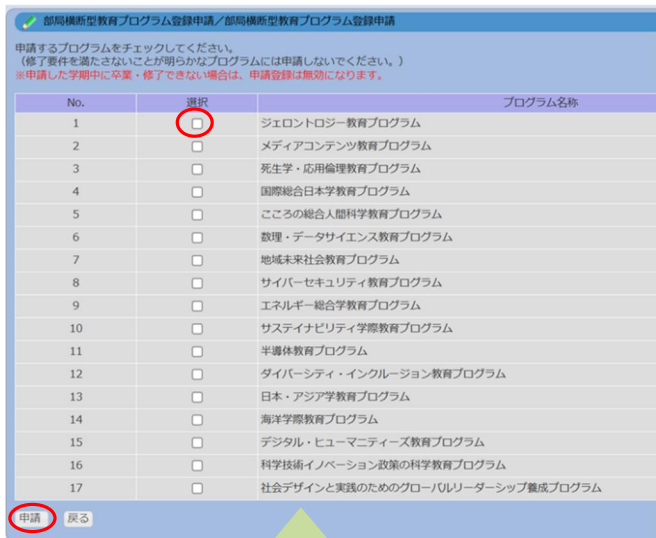 部局横断型教育プログラム登録申請／部局横断型教育プログラム登録申請
申請するプログラムをチェックしてください。
（修了要件を満たさないことが明らかなプログラムには申請しないでください。）
※申請した学期中に卒業・修了できない場合は、申請登録は無効になります。
No. 選択 プログラム名称
1 ジェロントロジー教育プログラム
2 メディアコンテンツ教育プログラム
3 死生学・応用倫理教育プログラム
4 国際総合日本学教育プログラム
5 こころの総合人間科学教育プログラム
6 数理・データサイエンス教育プログラム
7 地域未来社会教育プログラム
8 サイバーセキュリティ教育プログラム
9 エネルギー総合学教育プログラム
10 サステイナビリティ学際教育プログラム
11 半導体教育プログラム
12 ダイバーシティ・インクルージョン教育プログラム
13 日本・アジア学教育プログラム
14 海洋学際教育プログラム
15 デジタル・ヒューマニティーズ教育プログラム
16 科学技術イノベーション政策の科学教育プログラム
17 社会デザインと実践のためのグローバルリーダーシップ養成プログラム
申請 戻る